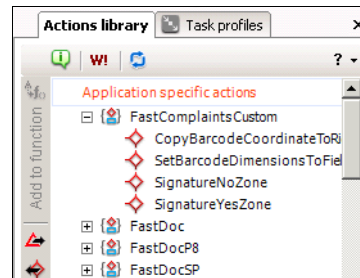 Actions library Task profiles
W! ? 
Application specific actions
FastComplaintsCustom
CopyBarcodeCoordinateToRi
SetBarcodeDimensionsToFiel
SignatureNoZone
SignatureYesZone
FastDoc
FastDocP8
FastDocSP
Add to function